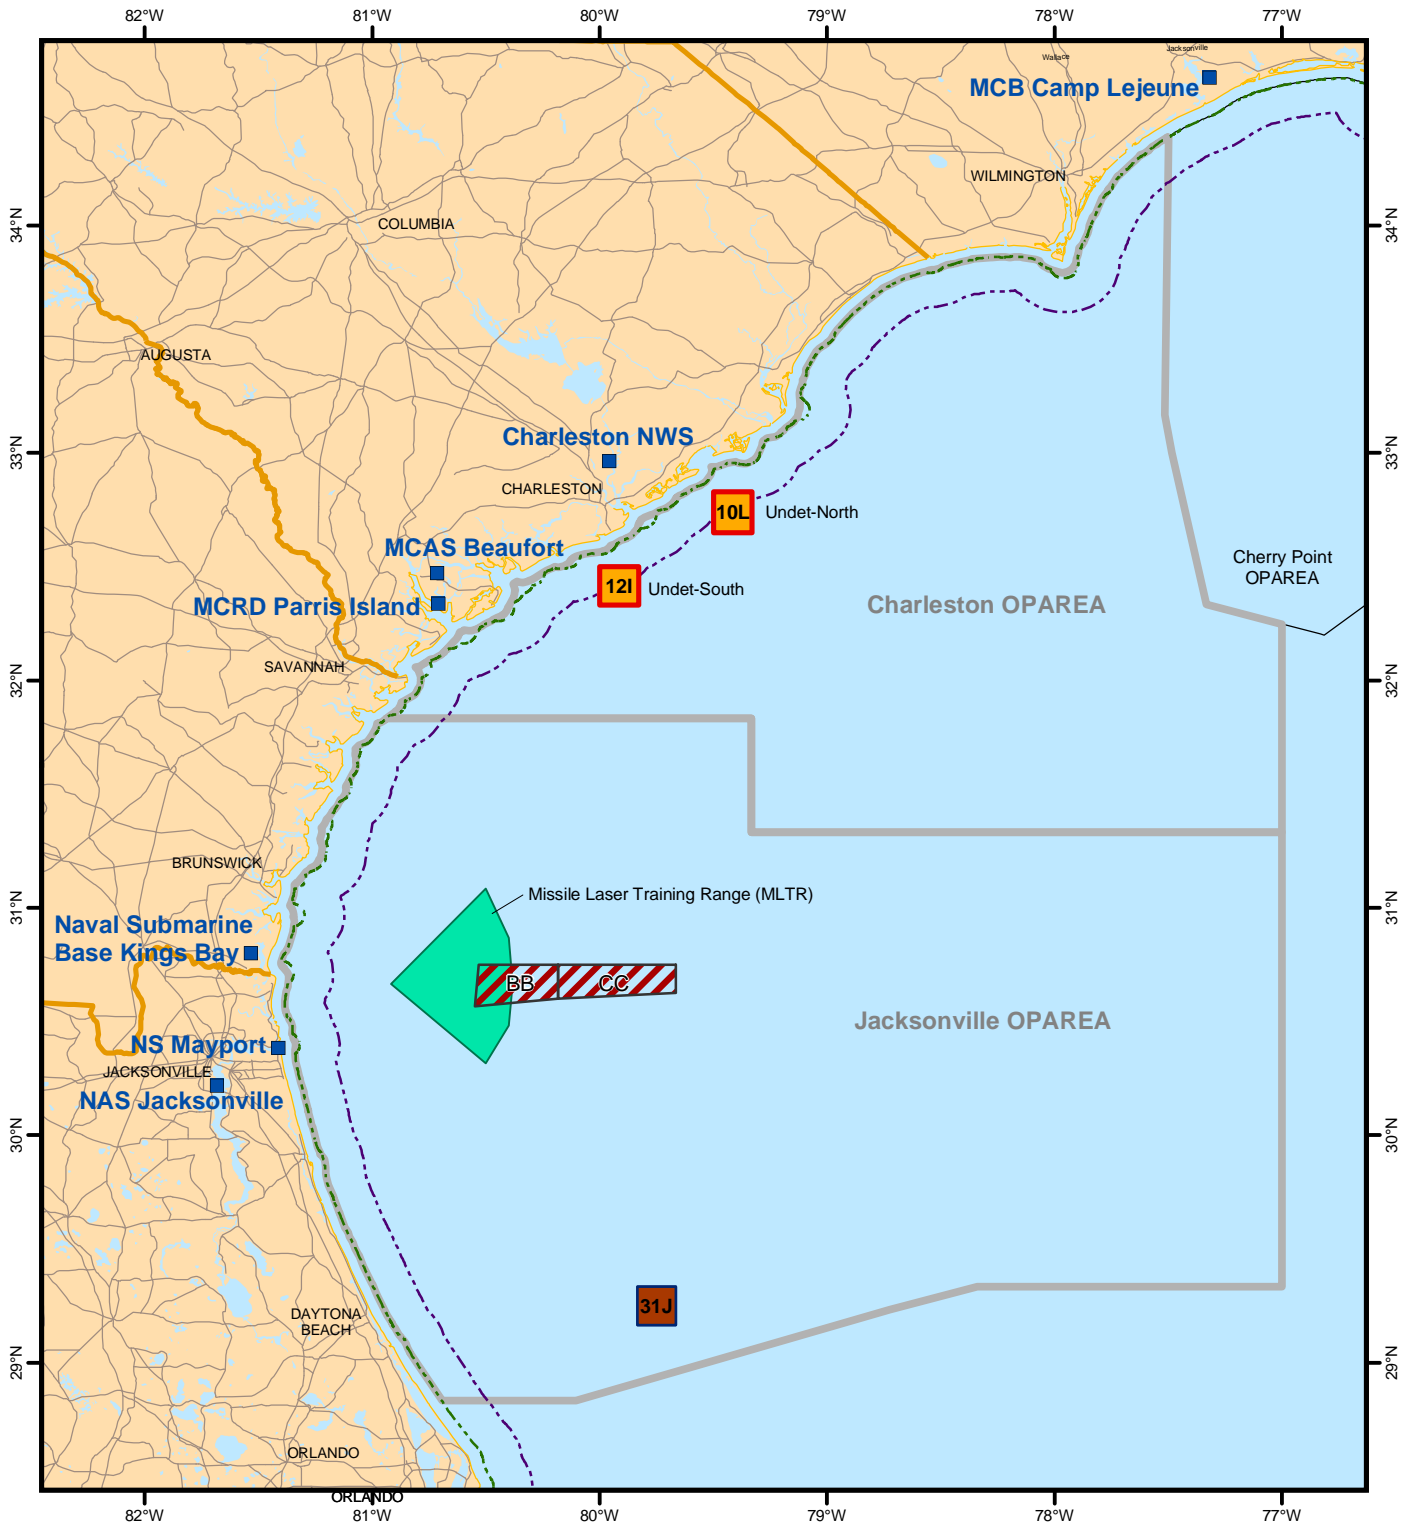 82°W 81°W 80°W 79°W 78°W 77°W
Jacksonville
Wallace
MCB Camp Lejeune
WILMINGTON
34°N
COLUMBIA
34°N
AUGUSTA
Charleston NWS
33°N
33°N
CHARLESTON
10L
Undet-North
MCAS Beaufort
Cherry Point
OPAREA
12I
Undet-South
MCRD Parris Island
Charleston OPAREA
SAVANNAH
32°N
32°N
BRUNSWICK
Missile Laser Training Range (MLTR)
31°N
31°N
Naval Submarine
Base Kings Bay
BB
CC
Jacksonville OPAREA
NS Mayport
JACKSONVILLE
NAS Jacksonville
30°N
30°N
31J
DAYTONA
BEACH
29°N
29°N
ORLANDO
ORLANDO
82°W 81°W 80°W 79°W 78°W 77°W